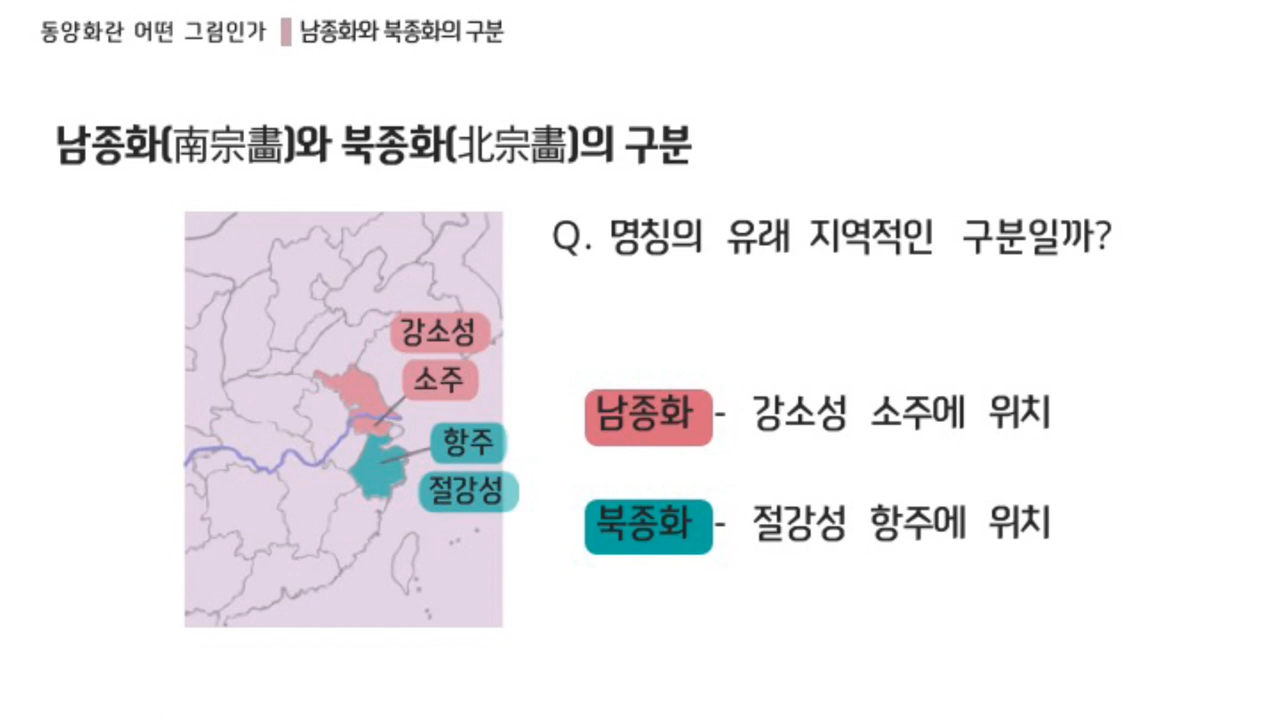 동양화란 어떤 그림인가 남종화와 북종화의 구분
남종화(南宗畵)와 북종화(北宗畵)의 구분
Q. 명칭의 유래 지역적인 구분일까?
강소성
소주
항주
절강성
남종화 - 강소성 소주에 위치
북종화 - 절강성 항주에 위치